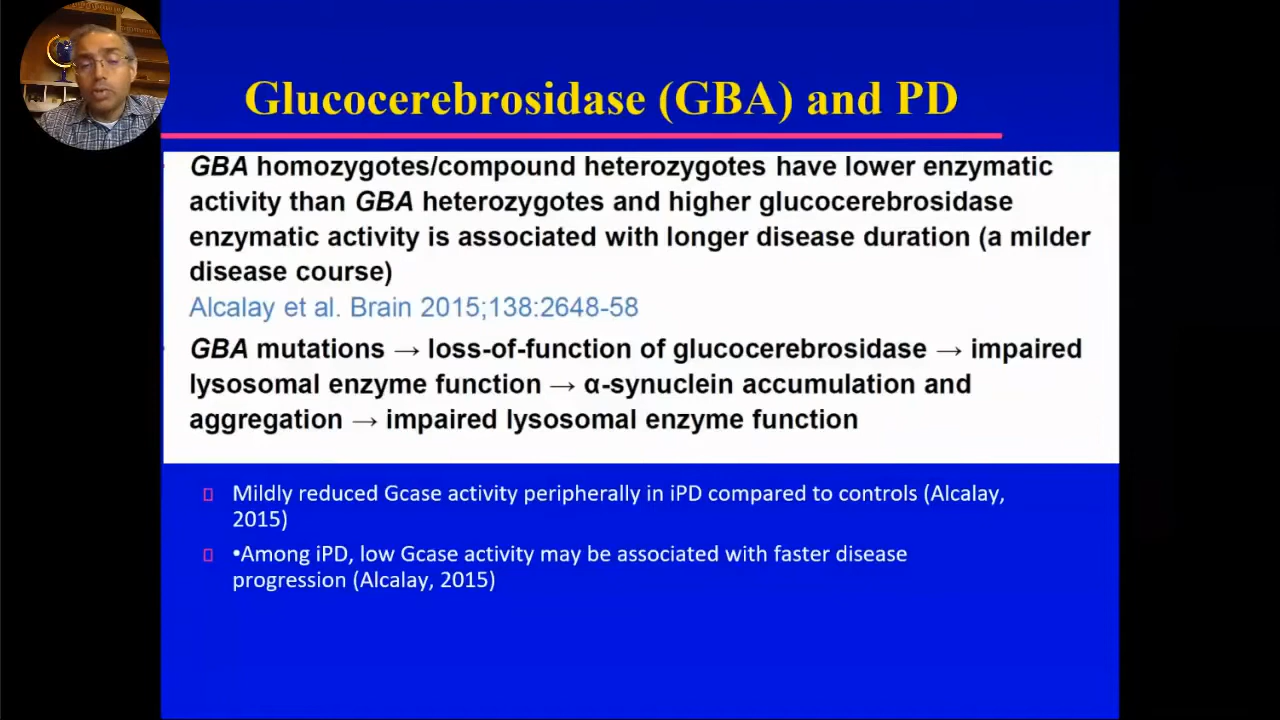 Glucocerebrosidase (GBA) and PD
GBA homozygotes/compound heterozygotes have lower enzymatic
activity than GBA heterozygotes and higher glucocerebrosidase
enzymatic activity is associated with longer disease duration (a milder
disease course)
Alcalay et al. Brain 2015;138:2648-58
GBA mutations → loss-of-function of glucocerebrosidase → impaired
lysosomal enzyme function → α-synuclein accumulation and
aggregation → impaired lysosomal enzyme function
Mildly reduced Gcase activity peripherally in iPD compared to controls (Alcalay,
2015)
•Among iPD, low Gcase activity may be associated with faster disease
progression (Alcalay, 2015)